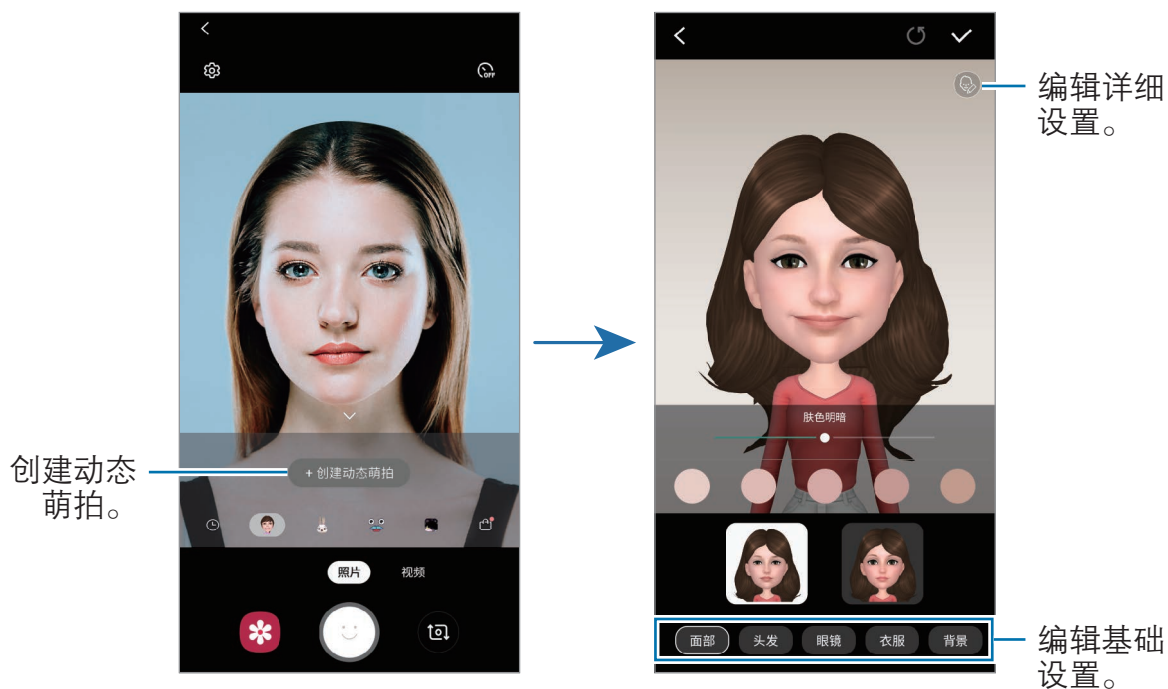 OFF
编辑详细
设置。
肤色明暗
创建动态
萌拍。
+ 创建动态萌拍
照片 视频
面部 头发 眼镜 衣服 背景
编辑基础
设置。